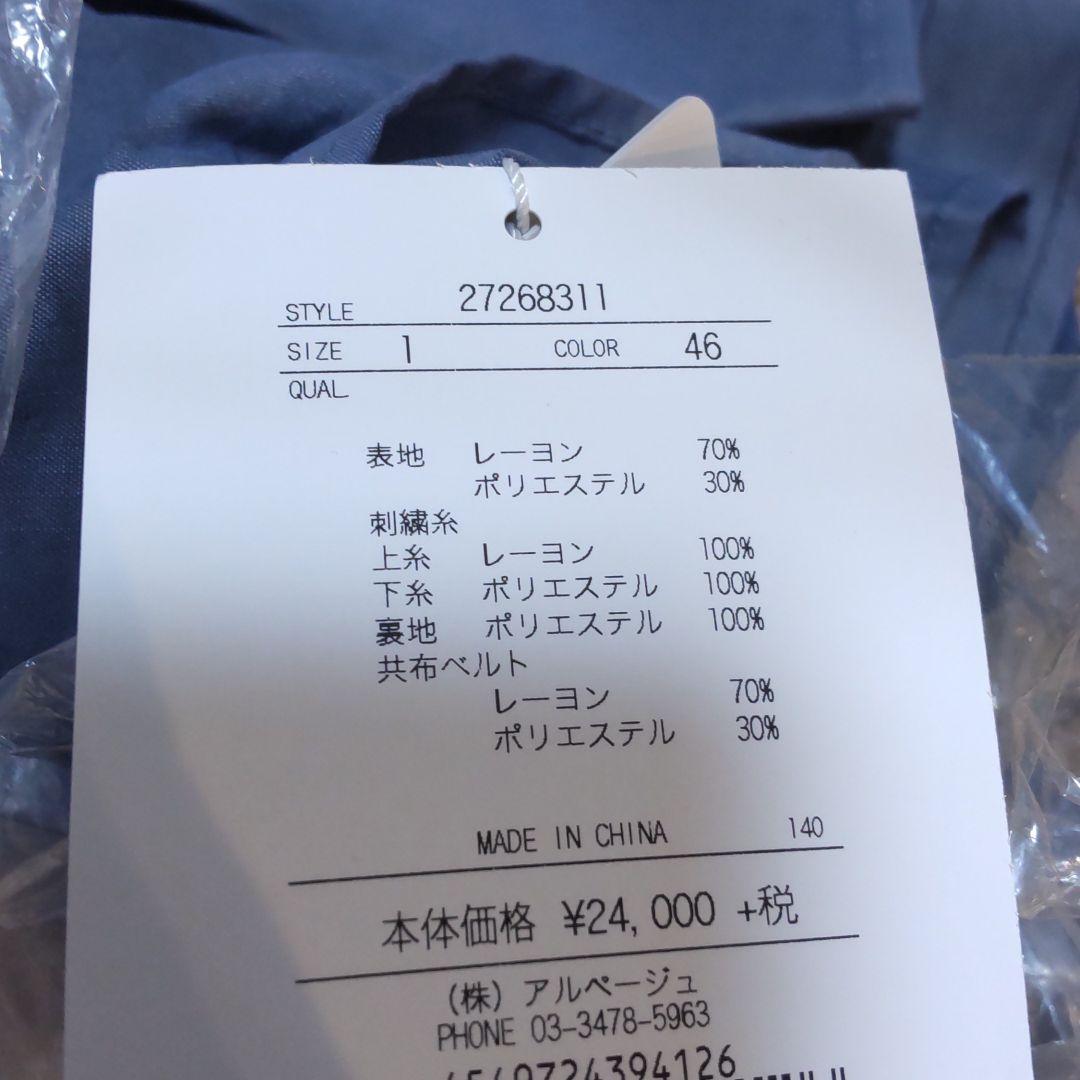 STYLE 27268311
SIZE 1 COLOR 46
QUAL
表地 レーヨン 70%
ポリエステル 30%
刺繍糸
上糸 レーヨン 100%
下糸 ポリエステル 100%
裏地 ポリエステル 100%
共布ベルト
レーヨン 70%
ポリエステル 30%
MADE IN CHINA 140
本体価格 ¥24,000 +税
(株) アルページュ
PHONE 03-3478-5963